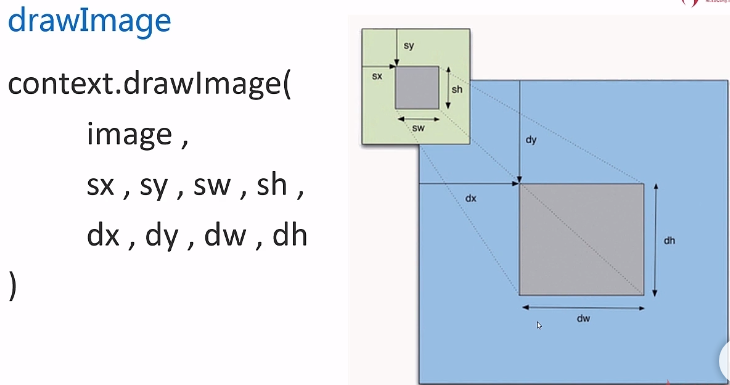 drawImage
context.drawImage(
image ,
sx , sy , sw , sh ,
dx , dy , dw , dh
)
sy
sx
sh
sw
dy
dx
dh
dw